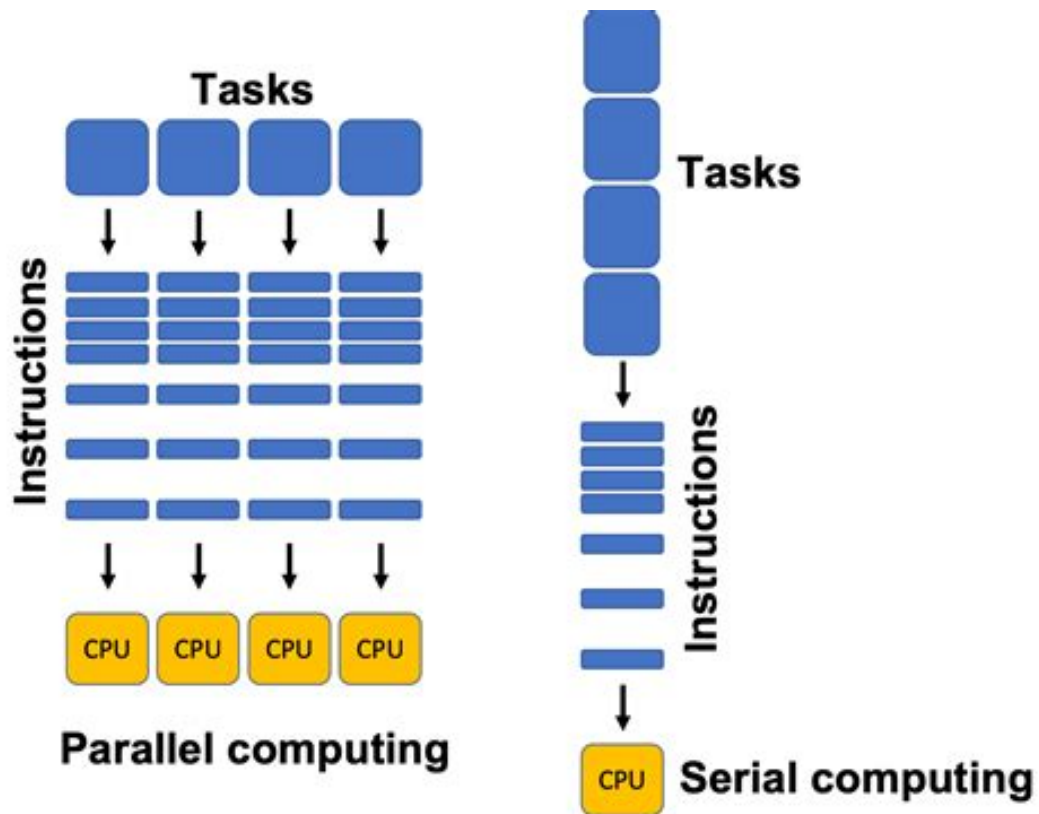 Tasks
Instructions
CPU CPU CPU CPU
Parallel computing
Tasks
Instructions
CPU
Serial computing